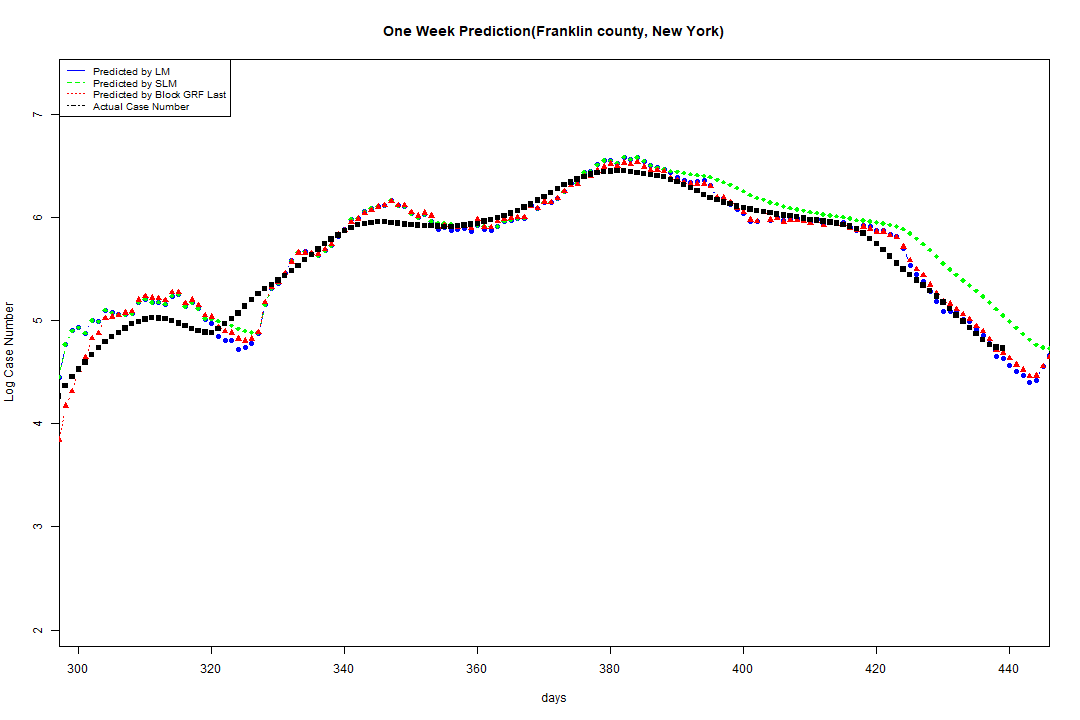 One Week Prediction(Franklin county, New York)
Predicted by LM
Predicted by SLM
Predicted by Block GRF Last
Actual Case Number
7
6
5
4
3
2
Log Case Number
300 320 340 360 380 400 420 440
days